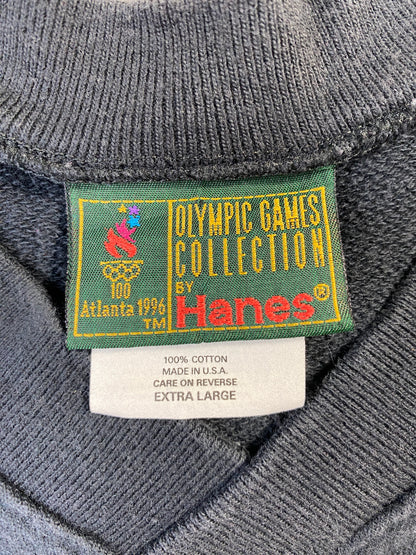 100
Atlanta 1996
TM
OLYMPIC GAMES
COLLECTION
BY
Hanes®
100% COTTON
MADE IN U.S.A.
CARE ON REVERSE
EXTRA LARGE